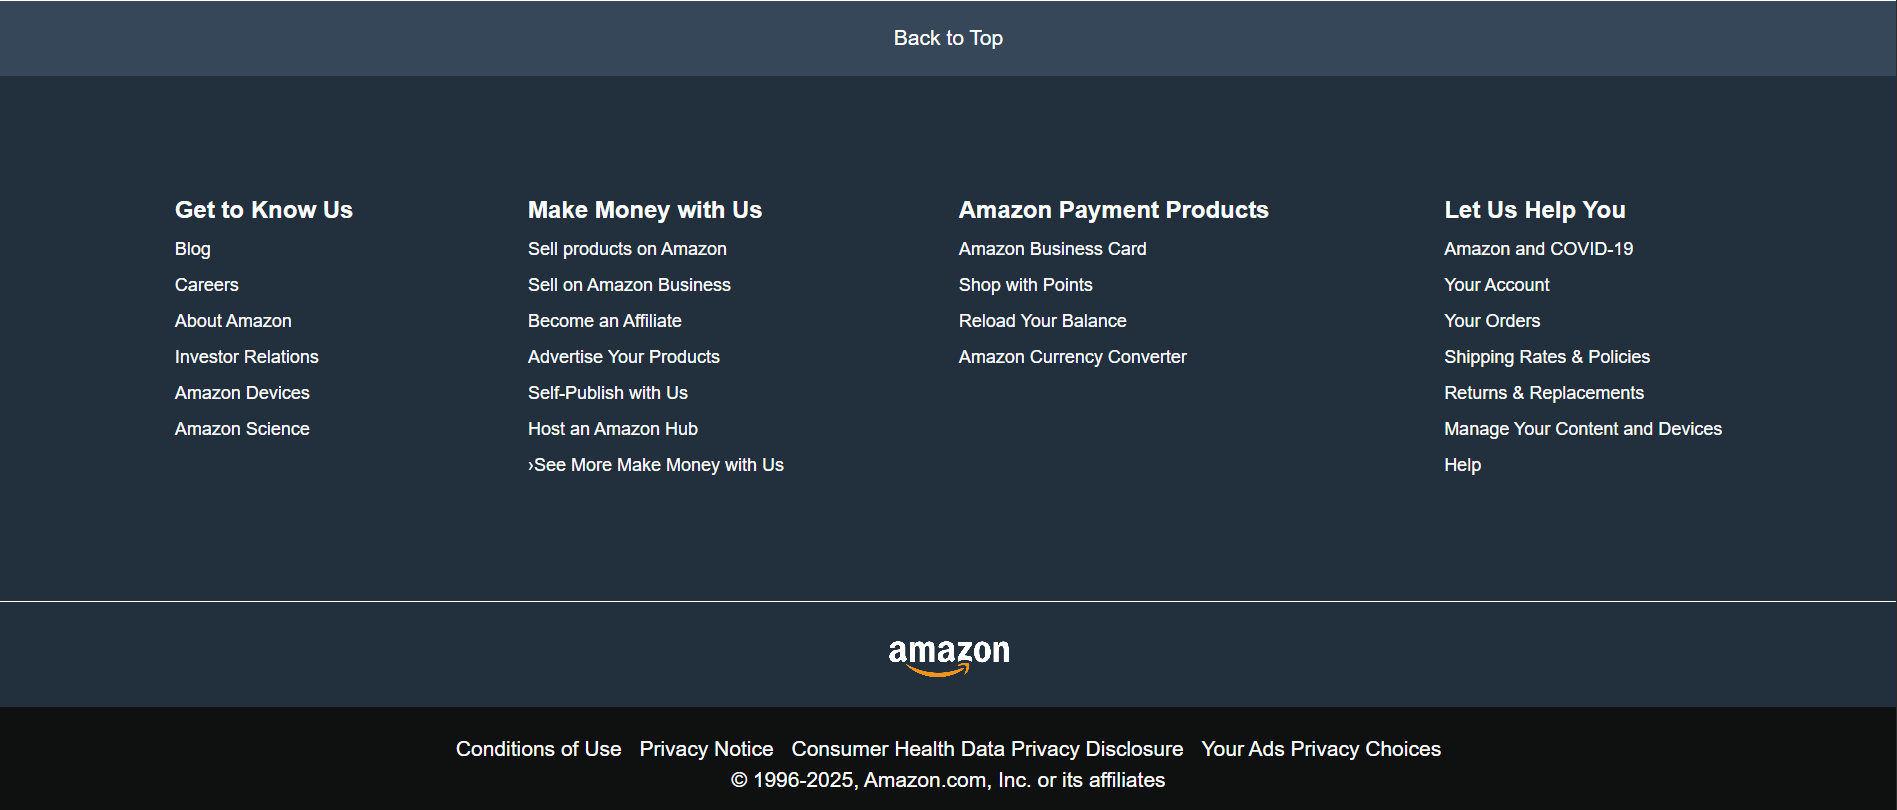 Back to Top
Get to Know Us
Blog
Careers
About Amazon
Investor Relations
Amazon Devices
Amazon Science
Make Money with Us
Sell products on Amazon
Sell on Amazon Business
Become an Affiliate
Advertise Your Products
Self-Publish with Us
Host an Amazon Hub
›See More Make Money with Us
Amazon Payment Products
Amazon Business Card
Shop with Points
Reload Your Balance
Amazon Currency Converter
Let Us Help You
Amazon and COVID-19
Your Account
Your Orders
Shipping Rates & Policies
Returns & Replacements
Manage Your Content and Devices
Help
amazon
Conditions of Use Privacy Notice Consumer Health Data Privacy Disclosure Your Ads Privacy Choices
© 1996-2025, Amazon.com, Inc. or its affiliates